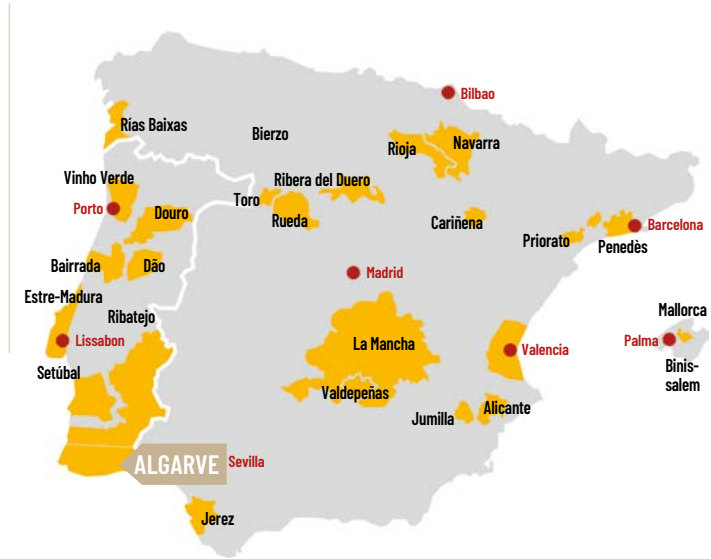 Bilbao
Rías Baixas
Bierzo
Rioja
Navarra
Vinho Verde
Ribera del Duero
Toro
Porto
Douro
Rueda
Cariñena
Barcelona
Priorato
Penedès
Bairrada
Dão
Madrid
Estre-Madura
Ribatejo
Mallorca
Lissabon
La Mancha
Valencia
Palma
Binis-
salem
Setúbal
Valdepeñas
Jumilla
Alicante
ALGARVE
Sevilla
Jerez